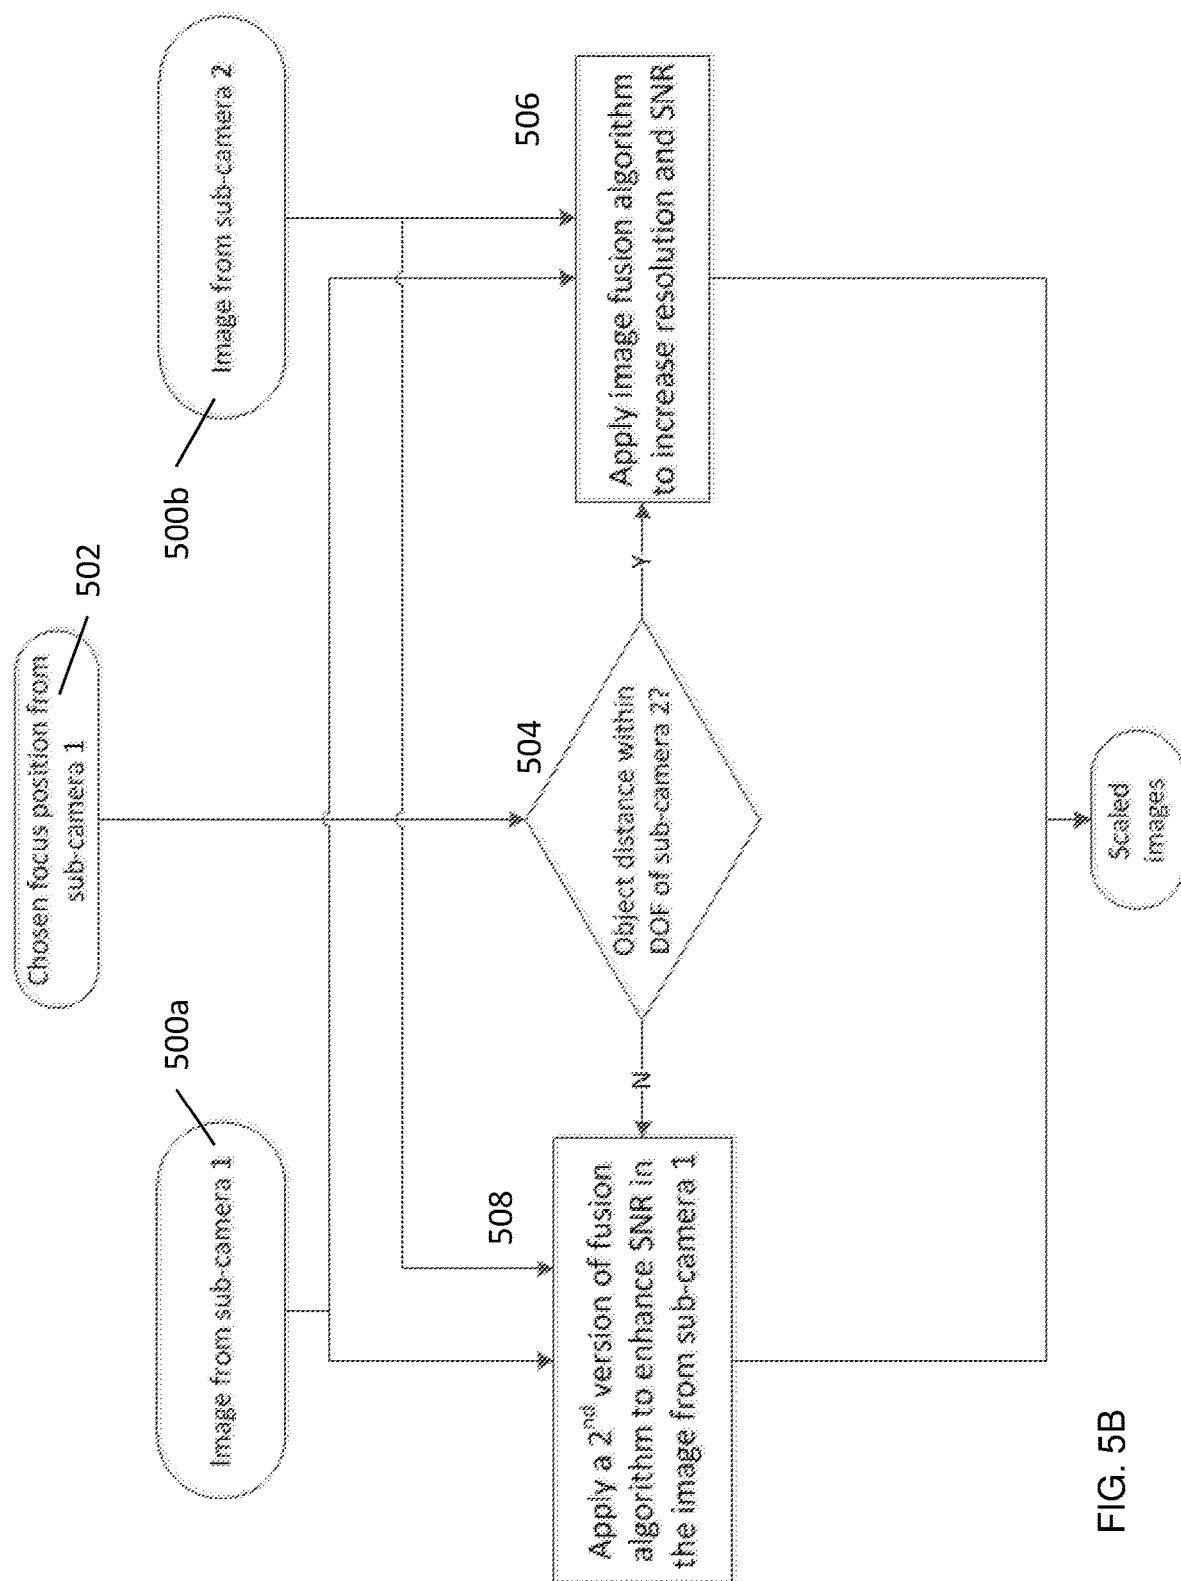 Chosen focus position from
sub-camera 1
502
Image from sub-camera 1
500a
Image from sub-camera 2
500b
504
Object distance within
DOF of sub-camera 2?
N
Y
508
Apply a 2nd version of fusion
algorithm to enhance SNR in
the image from sub-camera 1
506
Apply image fusion algorithm
to increase resolution and SNR
Scaled
images
FIG. 5B